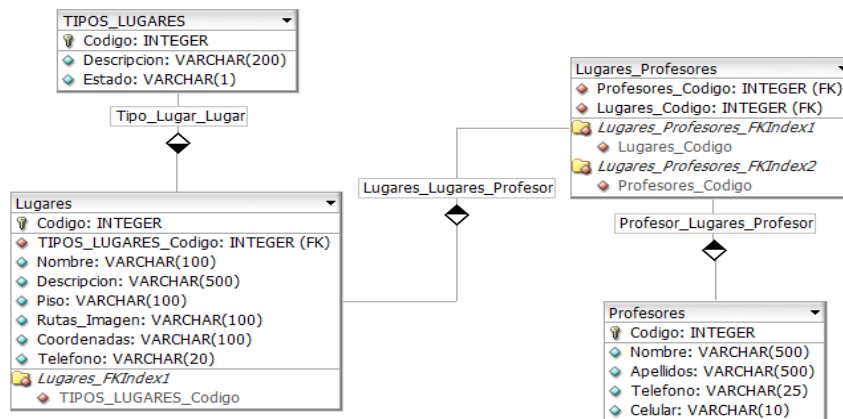 TIPOS_LUGARES
Codigo: INTEGER
Descripcion: VARCHAR(200)
Estado: VARCHAR(1)
Tipo_Lugar_Lugar
Lugares
Codigo: INTEGER
TIPOS_LUGARES_Codigo: INTEGER (FK)
Nombre: VARCHAR(100)
Descripcion: VARCHAR(500)
Piso: VARCHAR(100)
Rutas_Imagen: VARCHAR(100)
Coordenadas: VARCHAR(100)
Telefono: VARCHAR(20)
Lugares_FKIndex1
TIPOS_LUGARES_Codigo
Lugares_Lugares_Profesor
Lugares_Profesores
Profesores_Codigo: INTEGER (FK)
Lugares_Codigo: INTEGER (FK)
Lugares_Profesores_FKIndex1
Lugares_Codigo
Lugares_Profesores_FKIndex2
Profesores_Codigo
Profesor_Lugares_Profesor
Profesores
Codigo: INTEGER
Nombre: VARCHAR(500)
Apellidos: VARCHAR(500)
Telefono: VARCHAR(25)
Celular: VARCHAR(10)